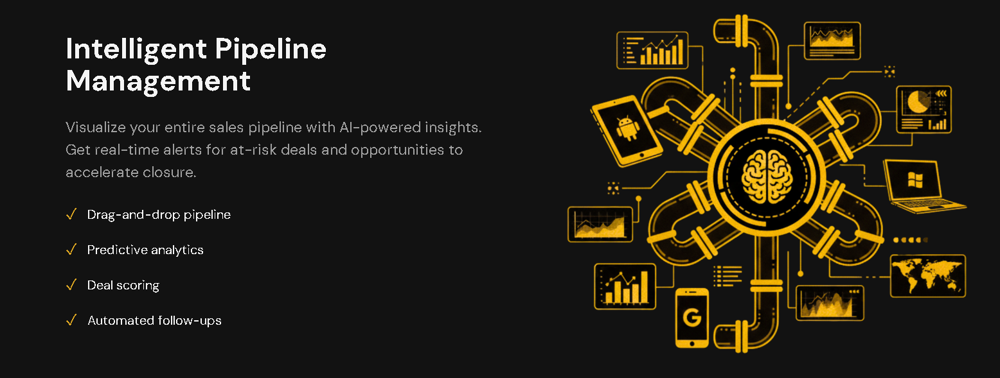 Intelligent Pipeline
Management
Visualize your entire sales pipeline with AI-powered insights.
Get real-time alerts for at-risk deals and opportunities to
accelerate closure.
Drag-and-drop pipeline
Predictive analytics
Deal scoring
Automated follow-ups
G